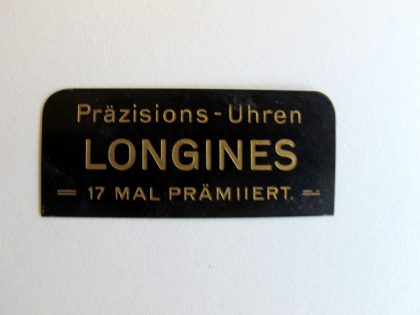 Präzisions-Uhren
LONGINES
= 17 MAL PRÄMIIERT. =